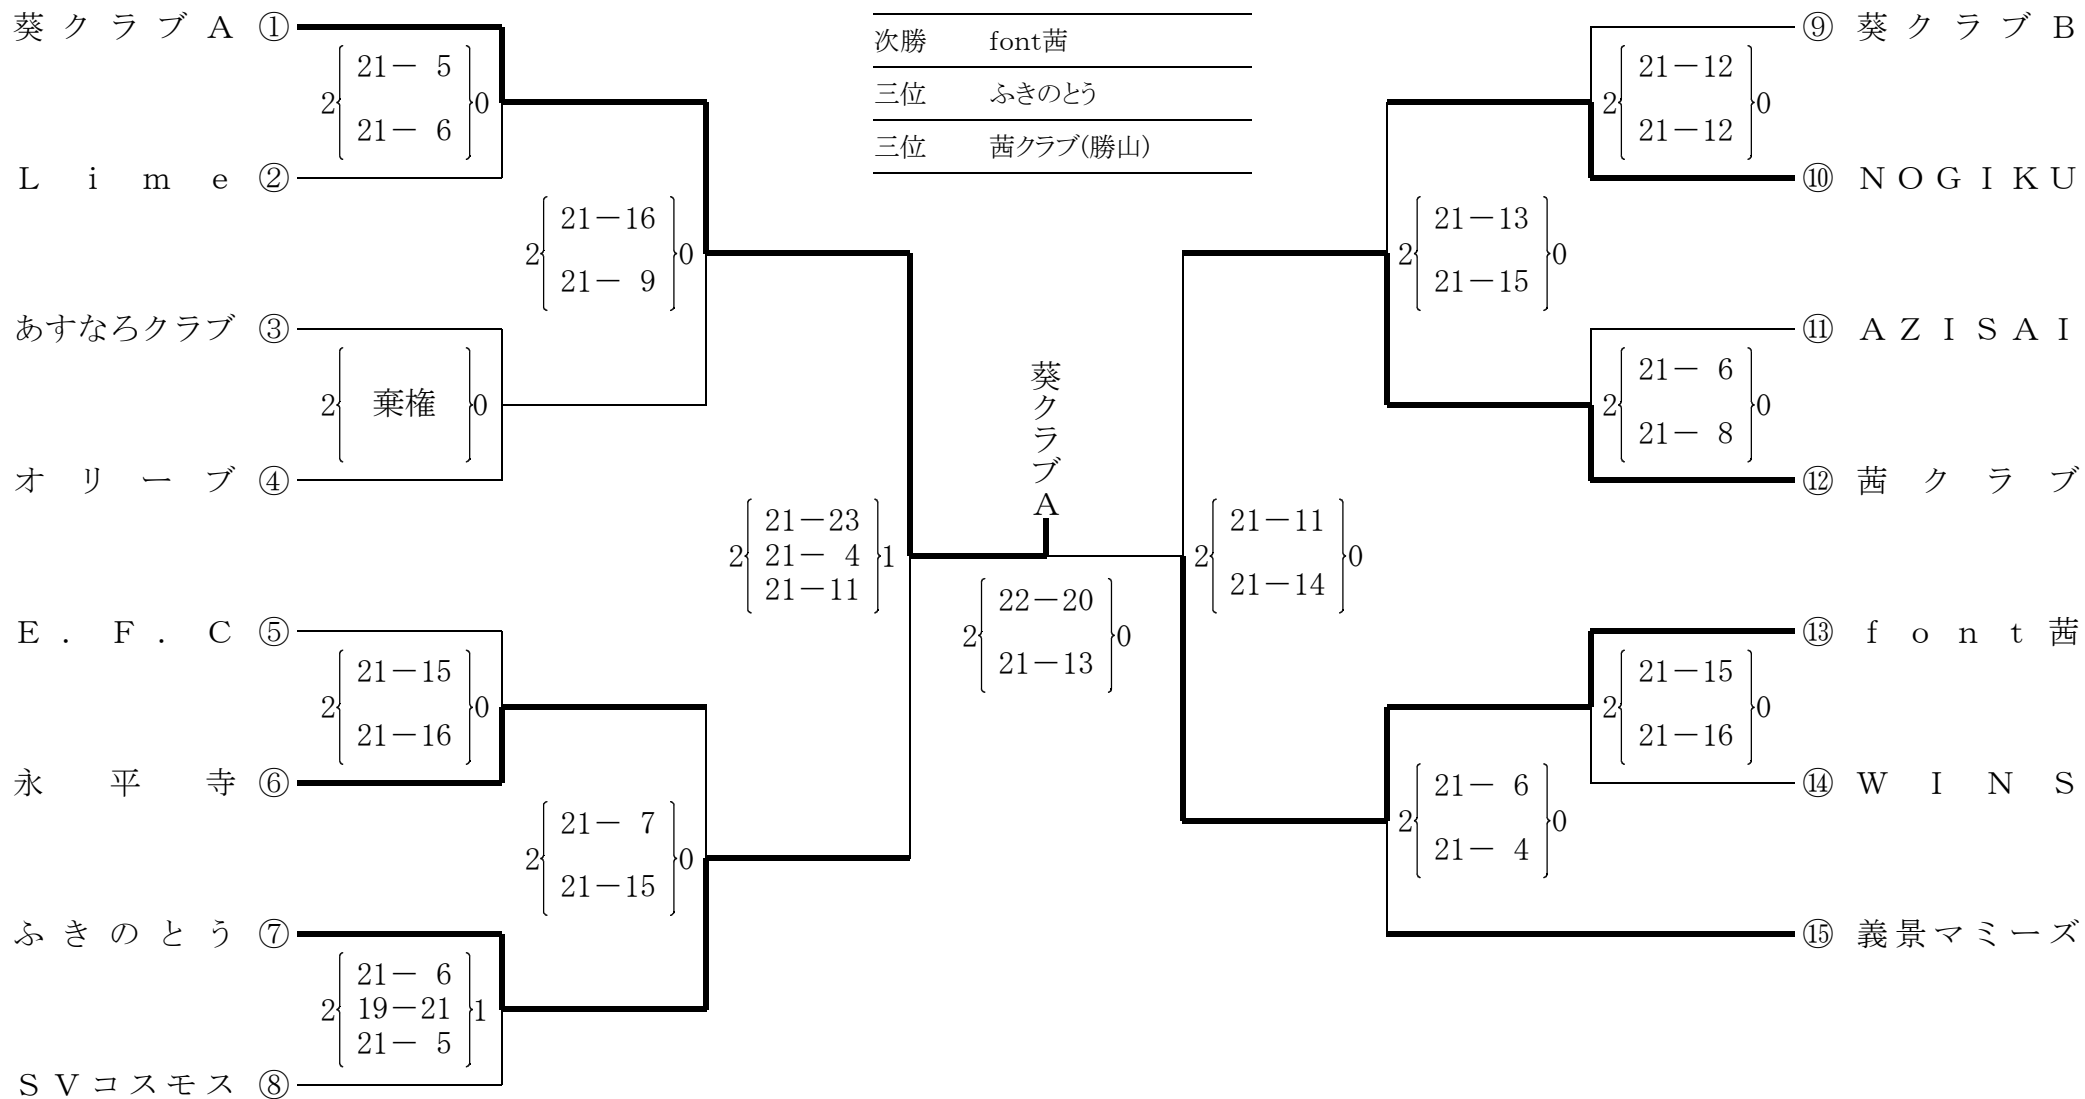 葵クラブA ①
21－ 5
2 0
21－ 6
Lime ②
21－16
2 0
21－ 9
あすなろクラブ ③
2 棄権 0
オリーブ ④
21－23
2 21－ 4 1
21－11
E.F.C ⑤
21－15
2 0
21－16
永平寺 ⑥
21－ 7
2 0
21－15
ふきのとう ⑦
21－ 6
2 19－21 1
21－ 5
SVコスモス ⑧
次勝 font茜
三位 ふきのとう
三位 茜クラブ(勝山)
葵クラブA
22－20
2 0
21－13
⑨ 葵クラブB
21－12
2 0
21－12
⑩ NOGIKU
21－13
2 0
21－15
⑪ AZISAI
21－ 6
2 0
21－ 8
⑫ 茜クラブ
21－11
2 0
21－14
⑬ font茜
21－15
2 0
21－16
⑭ WINS
21－ 6
2 0
21－ 4
⑮ 義景マミーズ